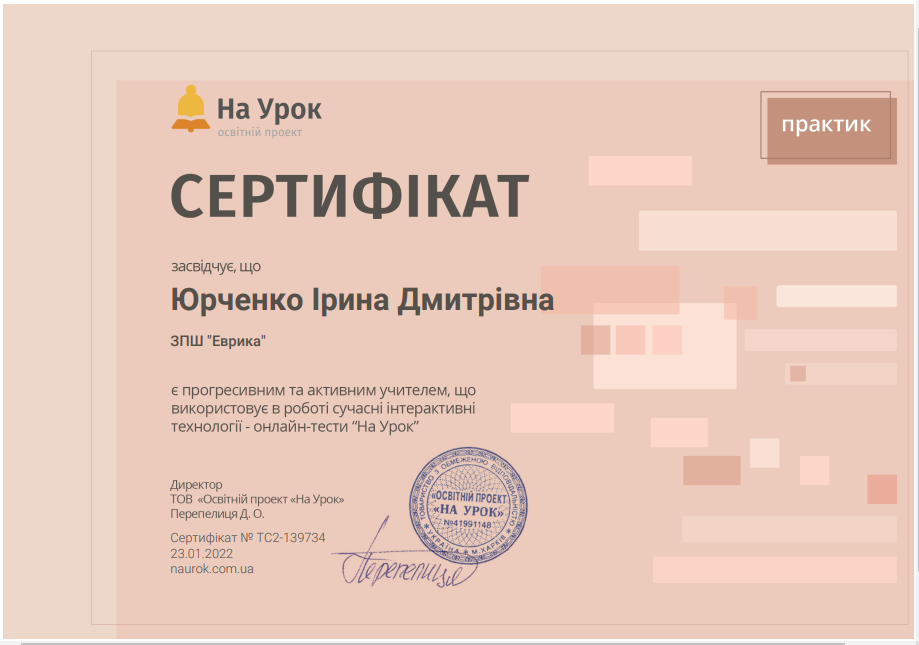 На Урок
освітній проект
практик
СЕРТИФІКАТ
засвідчує, що
Юрченко Ірина Дмитрівна
ЗПШ "Еврика"
є прогресивним та активним учителем, що
використовує в роботі сучасні інтерактивні
технології - онлайн-тести “На Урок”
Директор
ТОВ «Освітній проект «На Урок»
Перепелиця Д. О.
Сертифікат № ТС2-139734
23.01.2022
naurok.com.ua
ТОВАРИСТВО З ОБМЕЖЕНОЮ ВІДПОВІДАЛЬНІСТЮ
«ОСВІТНІЙ ПРОЕКТ
«НА УРОК»
№41991148
УКРАЇНА * М.ХАРКІВ
Перепелиця